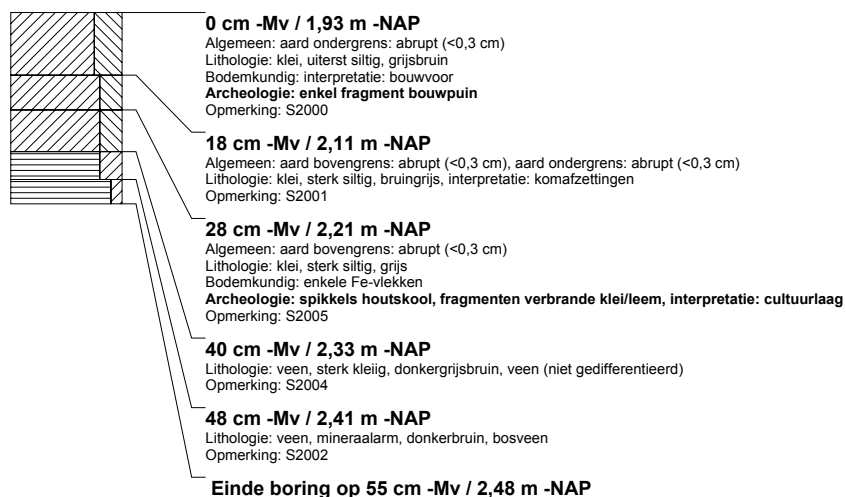 0 cm -Mv / 1,93 m -NAP
Algemeen: aard ondergrens: abrupt (<0,3 cm)
Lithologie: klei, uiterst siltig, grijsbruin
Bodemkundig: interpretatie: bouwvoor
Archeologie: enkel fragment bouwpuin
Opmerking: S2000
18 cm -Mv / 2,11 m -NAP
Algemeen: aard bovengrens: abrupt (<0,3 cm), aard ondergrens: abrupt (<0,3 cm)
Lithologie: klei, sterk siltig, bruingrijs, interpretatie: komafzettingen
Opmerking: S2001
28 cm -Mv / 2,21 m -NAP
Algemeen: aard bovengrens: abrupt (<0,3 cm)
Lithologie: klei, sterk siltig, grijs
Bodemkundig: enkele Fe-vlekken
Archeologie: spikkels houtskool, fragmenten verbrande klei/leem, interpretatie: cultuurlaag
Opmerking: S2005
40 cm -Mv / 2,33 m -NAP
Lithologie: veen, sterk kleiig, donkergrijsbruin, veen (niet gedifferentieerd)
Opmerking: S2004
48 cm -Mv / 2,41 m -NAP
Lithologie: veen, mineraalarm, donkerbruin, bosveen
Opmerking: S2002
Einde boring op 55 cm -Mv / 2,48 m -NAP